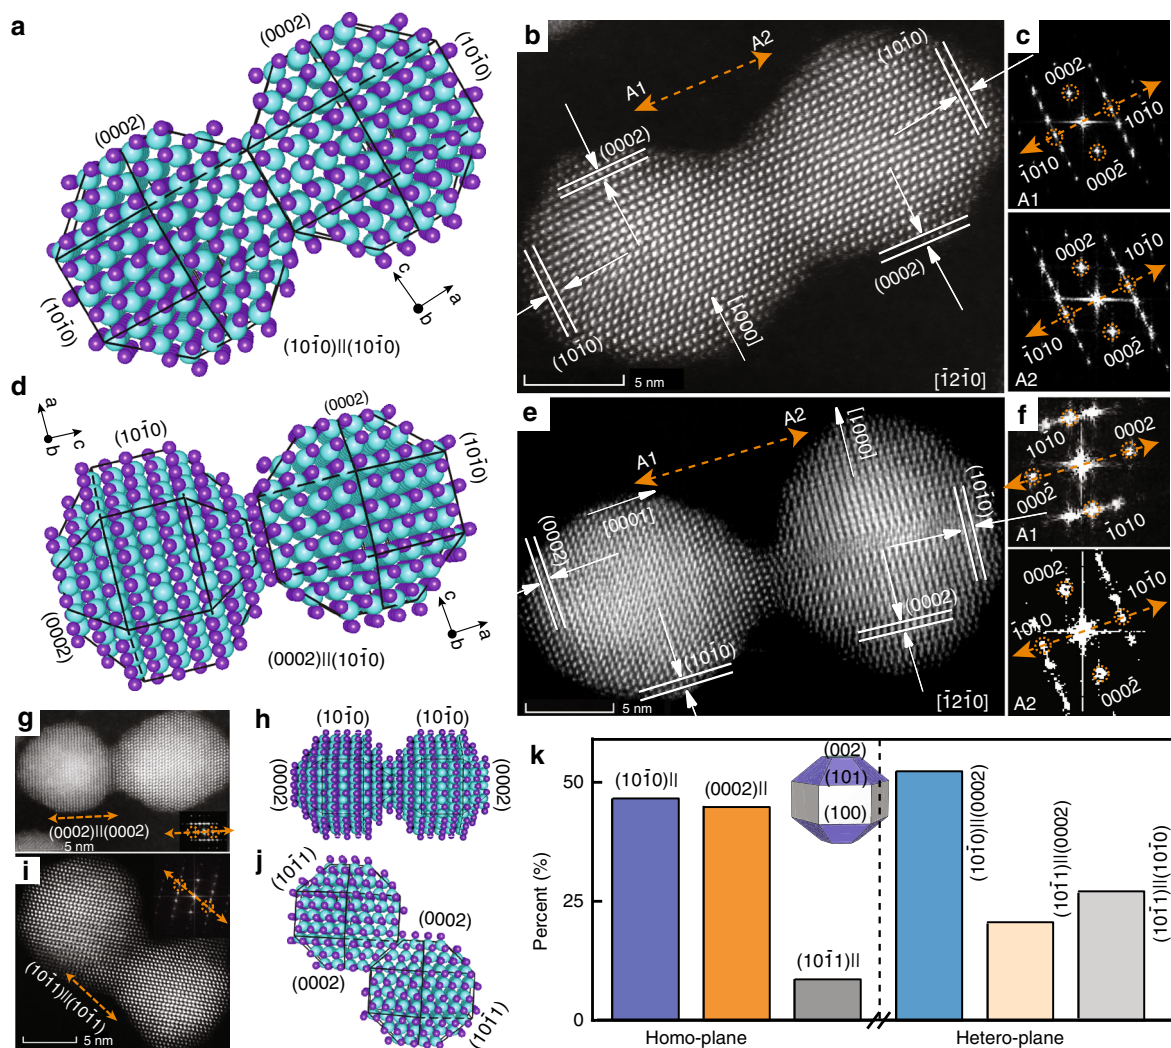 a
(0002)
(101̄0)
(0002)
(101̄0)
c
a
b
(101̄0)||(101̄0)
b
A2
A1
(101̄0)
(0002)
(0002)
(101̄0)
[1̄000]
5 nm
[1̄21̄0]
c
0002
101̄0
1̄010
0002̄
A1
0002
101̄0
1̄010
0002̄
A2
d
a
c
b
(101̄0)
(0002)
(101̄0)
(0002)
c
a
b
(0002)||(101̄0)
e
A2
A1
[1̄000]
[0001]
(0002)
(101̄0)
(0002)
(101̄0)
5 nm
[1̄21̄0]
f
101̄0
0002
0002̄
1̄010
A1
0002
101̄0
1̄010
0002̄
A2
g
(0002)||(0002)
5 nm
h
(101̄0)
(101̄0)
(0002)
(0002)
i
(101̄1)||(101̄1)
5 nm
j
(101̄1)
(0002)
(0002)
(101̄1)
k
(002)
(101)
(100)
50
25
0
Percent (%)
(101̄0)||
(0002)||
(101̄1)||
(101̄0)||(0002)
(101̄1)||(0002)
(101̄1)||(101̄0)
Homo-plane
Hetero-plane